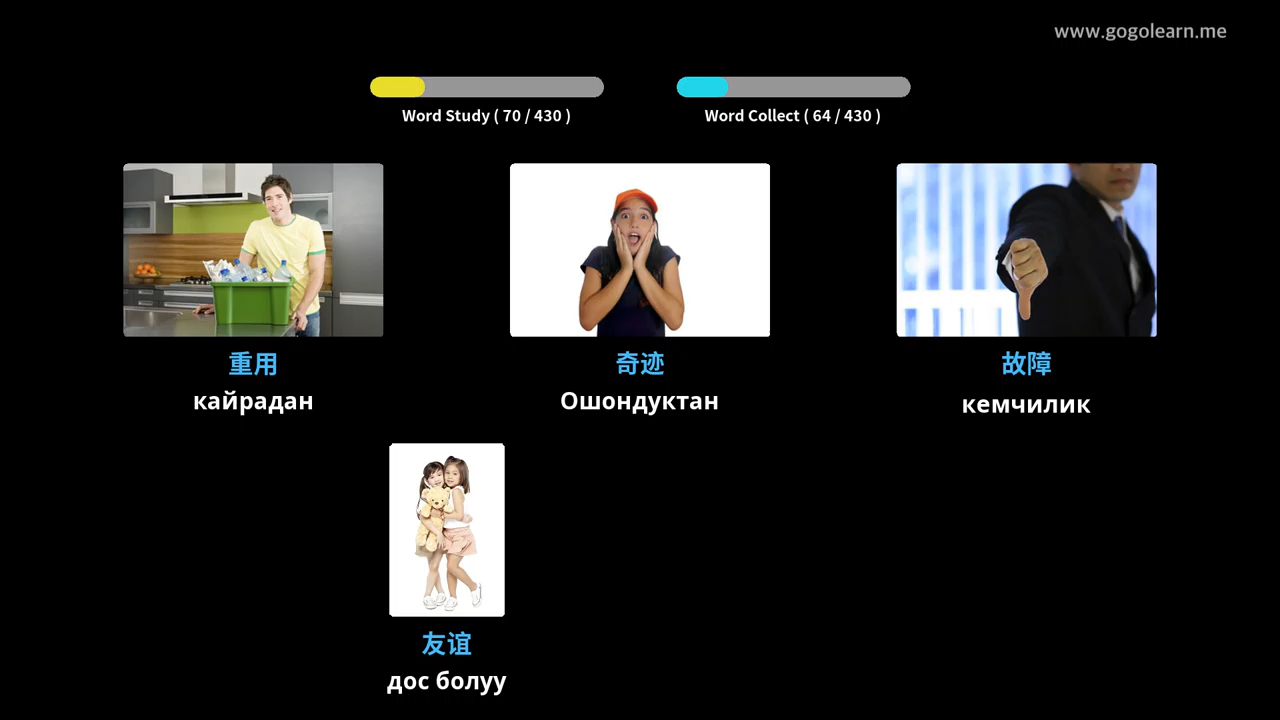 www.gogolearn.me
Word Study ( 70 / 430 )
Word Collect ( 64 / 430 )
重用
кайрадан
奇迹
Ошондуктан
故障
кемчилик
友谊
дос болуу